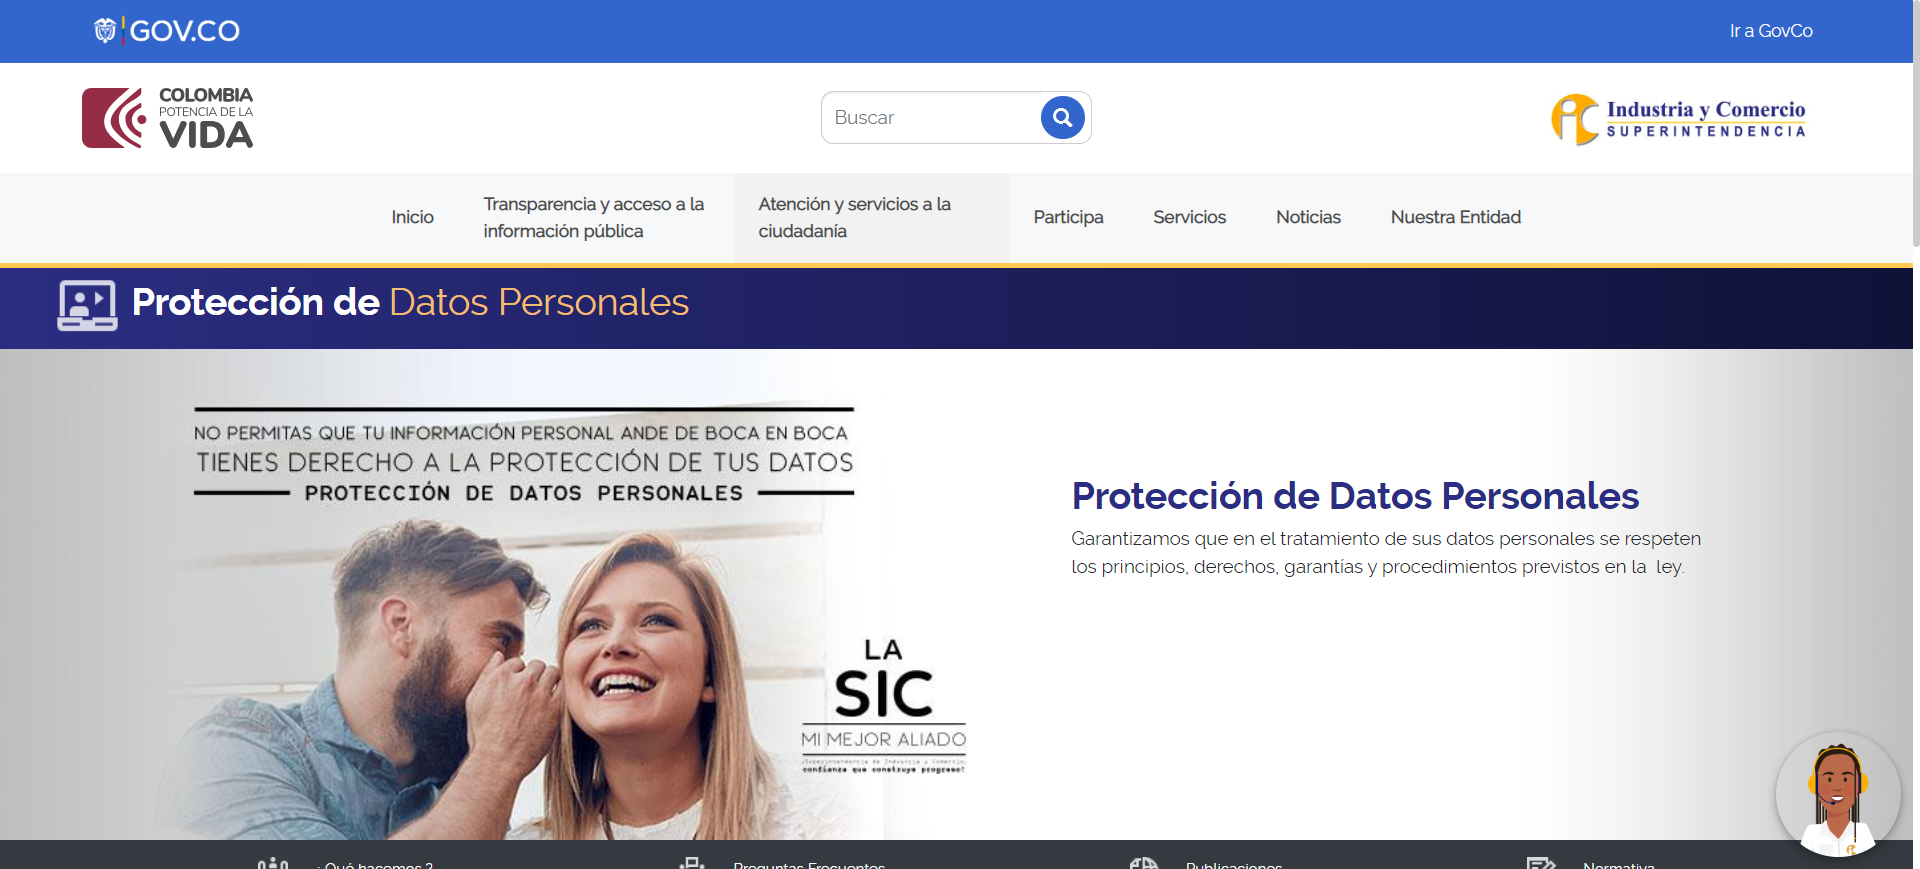 GOV.CO
Ir a GovCo
COLOMBIA
POTENCIA DE LA
VIDA
Buscar
Industria y Comercio
SUPERINTENDENCIA
Inicio
Transparencia y acceso a la
información pública
Atención y servicios a la
ciudadanía
Participa
Servicios
Noticias
Nuestra Entidad
Protección de Datos Personales
NO PERMITAS QUE TU INFORMACIÓN PERSONAL ANDE DE BOCA EN BOCA
TIENES DERECHO A LA PROTECCIÓN DE TUS DATOS
PROTECCIÓN DE DATOS PERSONALES
Protección de Datos Personales
Garantizamos que en el tratamiento de sus datos personales se respeten
los principios, derechos, garantías y procedimientos previstos en la ley.
LA
SIC
MI MEJOR ALIADO
Superintendencia de Industria y Comercio
confianza que construye progreso!
¿Qué hacemos?
Preguntas Frecuentes
Publicaciones
Normativa